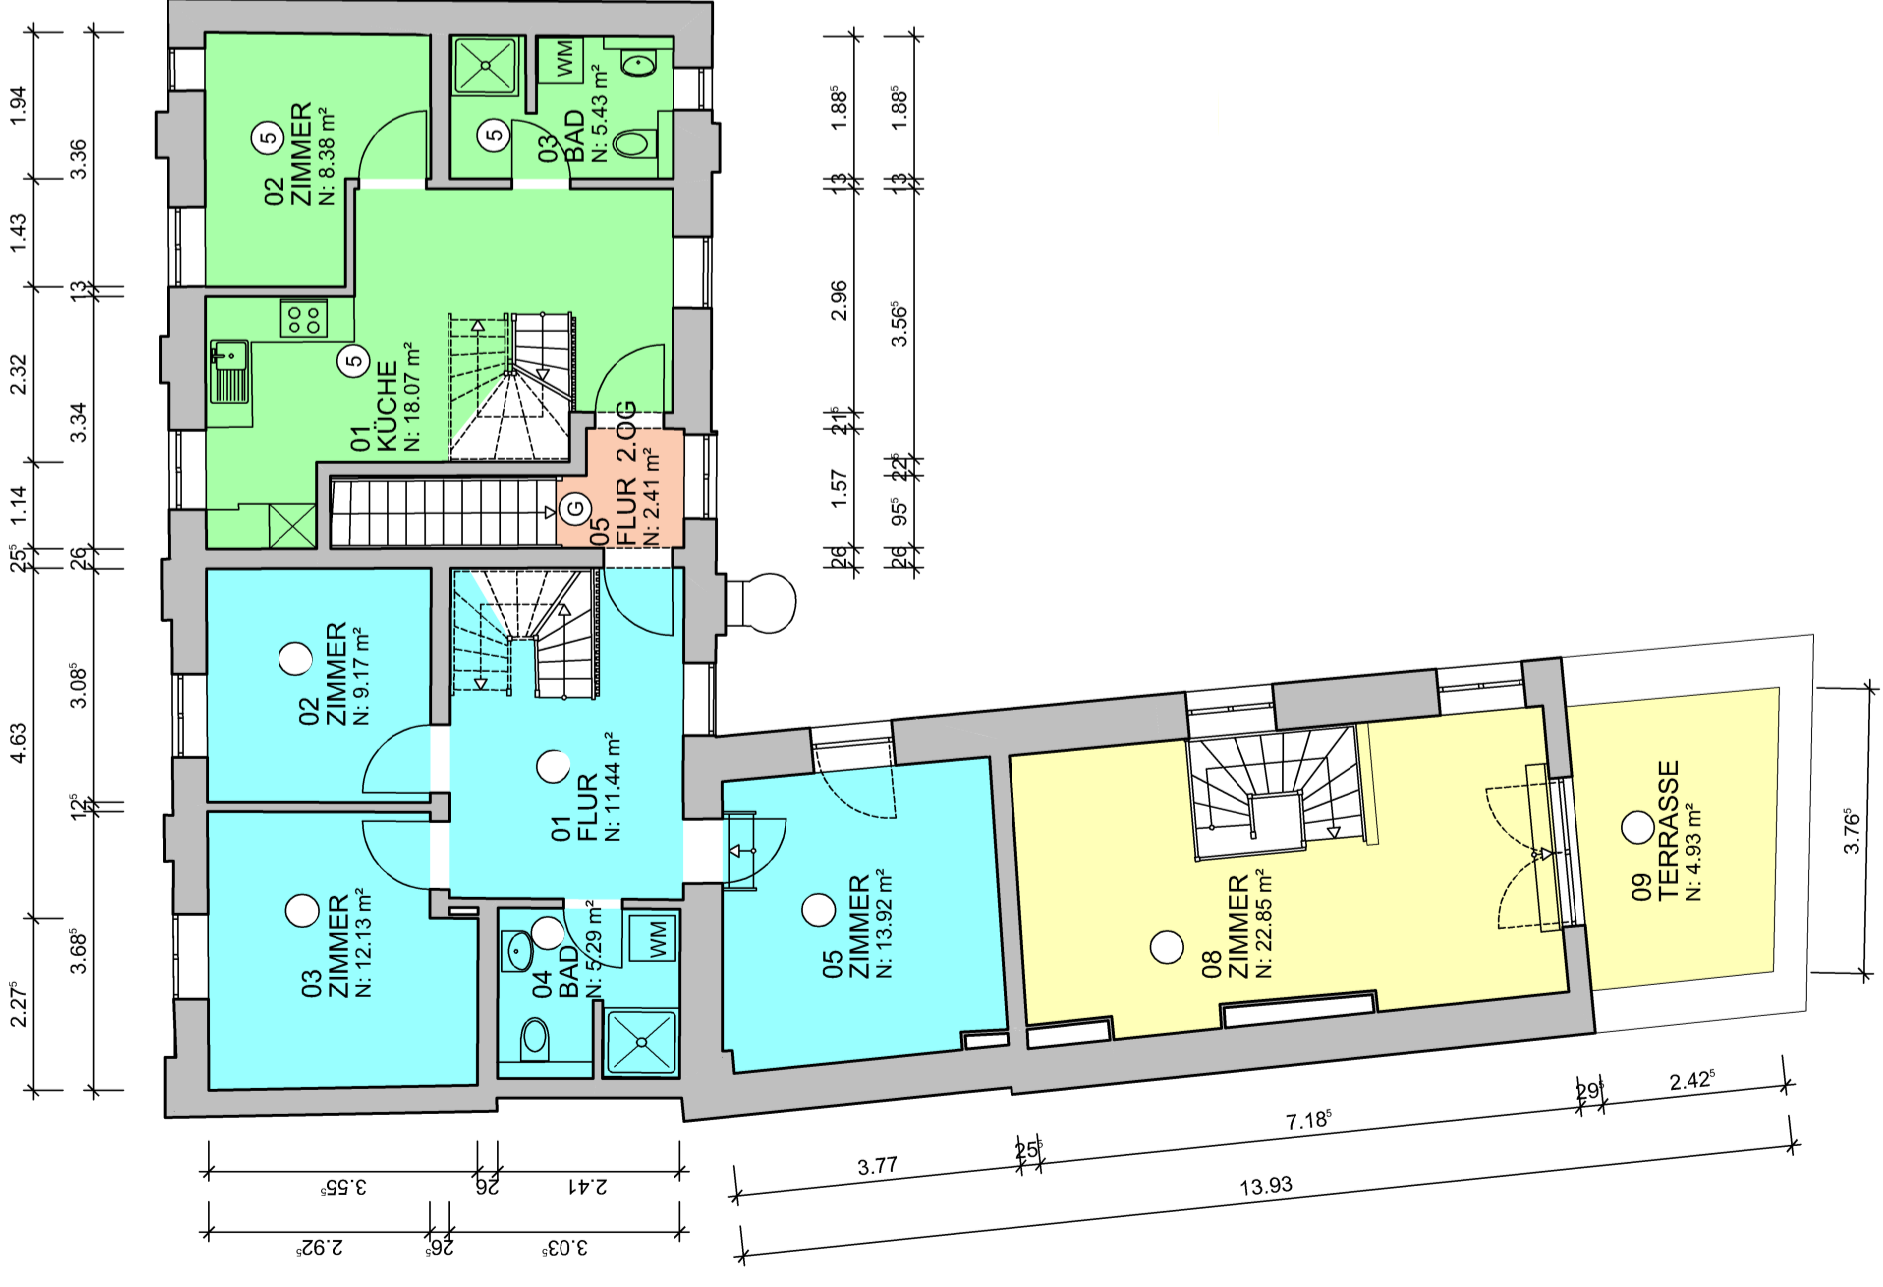 02
ZIMMER
N: 8.38 m²
5
WM
5
03
BAD
N: 5.43 m²
01
KÜCHE
N: 18.07 m²
5
G
05
FLUR 2.OG
N: 2.41 m²
02
ZIMMER
N: 9.17 m²
01
FLUR
N: 11.44 m²
03
ZIMMER
N: 12.13 m²
04
BAD
N: 5.29 m²
WM
05
ZIMMER
N: 13.92 m²
08
ZIMMER
N: 22.85 m²
09
TERRASSE
N: 4.93 m²
1.94
1.43
2.32
1.14
25⁵
4.63
2.27⁵
3.36
13
3.34
26
3.08⁵
12⁵
3.68⁵
1.88⁵
13
2.96
21⁵
1.57
26
1.88⁵
13
3.56⁵
22⁵
95⁵
26
3.76⁵
3.55⁵
26
2.41
2.92⁵
26⁵
3.03⁵
3.77
25⁵
7.18⁵
29⁵
2.42⁵
13.93